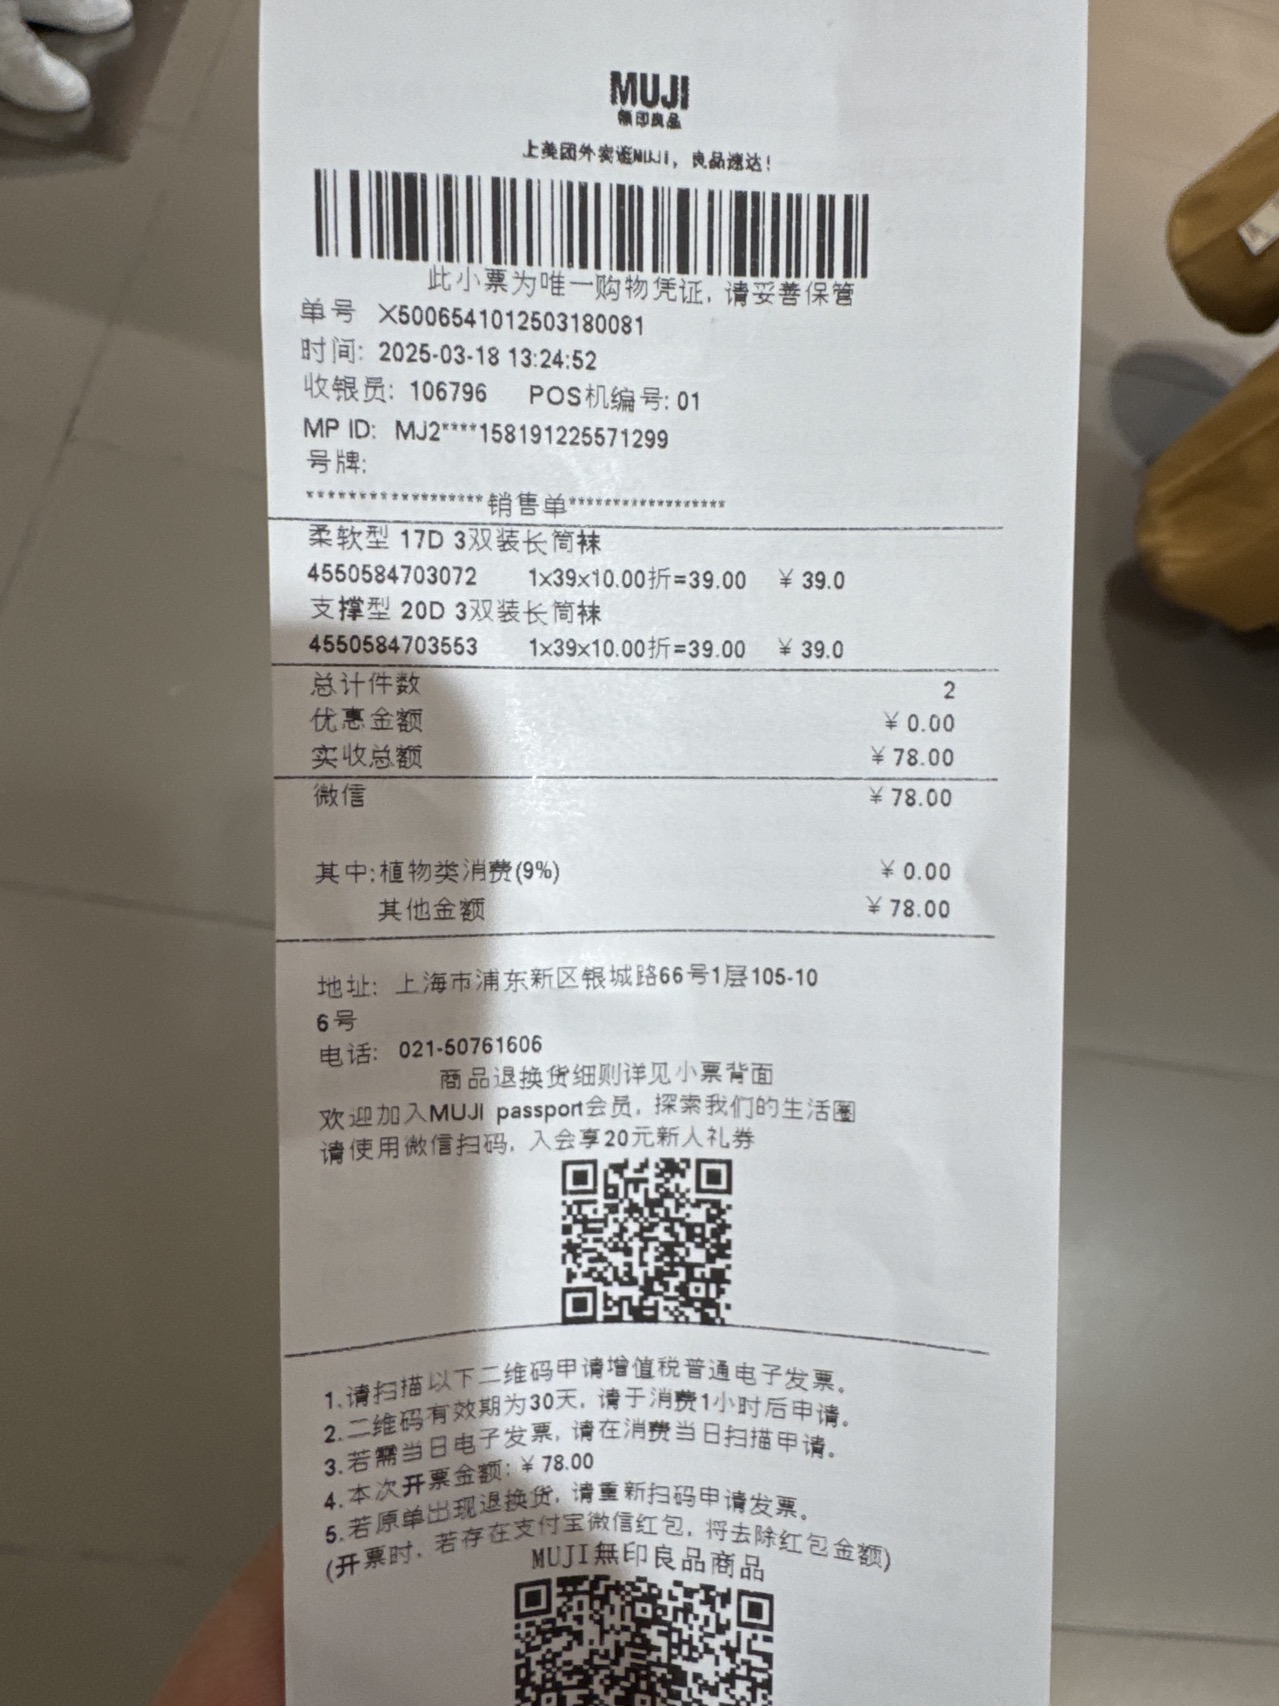 MUJI
無印良品
上美团外卖逛MUJI，良品速达！
此小票为唯一购物凭证，请妥善保管
单号 X5006541012503180081
时间: 2025-03-18 13:24:52
收银员: 106796 POS机编号: 01
MP ID: MJ2****158191225571299
号牌:
******************销售单******************
柔软型 17D 3双装长筒袜
4550584703072 1x39x10.00折=39.00 ￥39.0
支撑型 20D 3双装长筒袜
4550584703553 1x39x10.00折=39.00 ￥39.0
总计件数 2
优惠金额 ￥0.00
实收总额 ￥78.00
微信 ￥78.00
其中:植物类消费(9%) ￥0.00
其他金额 ￥78.00
地址: 上海市浦东新区银城路66号1层105-10
6号
电话: 021-50761606
商品退换货细则详见小票背面
欢迎加入MUJI passport会员，探索我们的生活圈
请使用微信扫码，入会享20元新人礼券
1.请扫描以下二维码申请增值税普通电子发票。
2.二维码有效期为30天，请于消费1小时后申请。
3.若需当日电子发票，请在消费当日扫描申请。
4.本次开票金额: ￥78.00
5.若原单出现退换货，请重新扫码申请发票。
(开票时，若存在支付宝微信红包，将去除红包金额)
MUJI無印良品商品